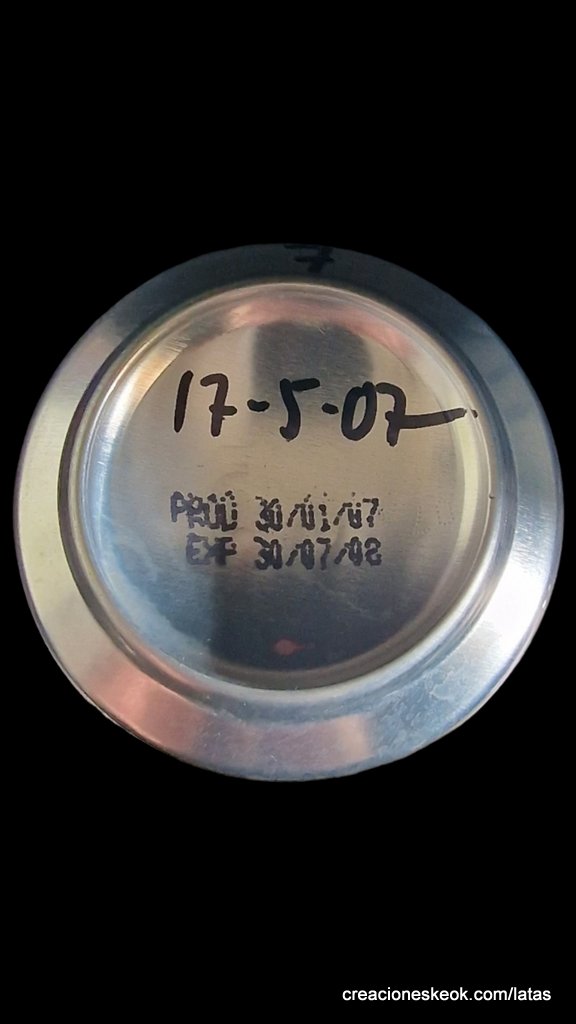 7
17-5-07
PROD 30/01/07
EXP 30/07/08
creacioneskeok.com/latas